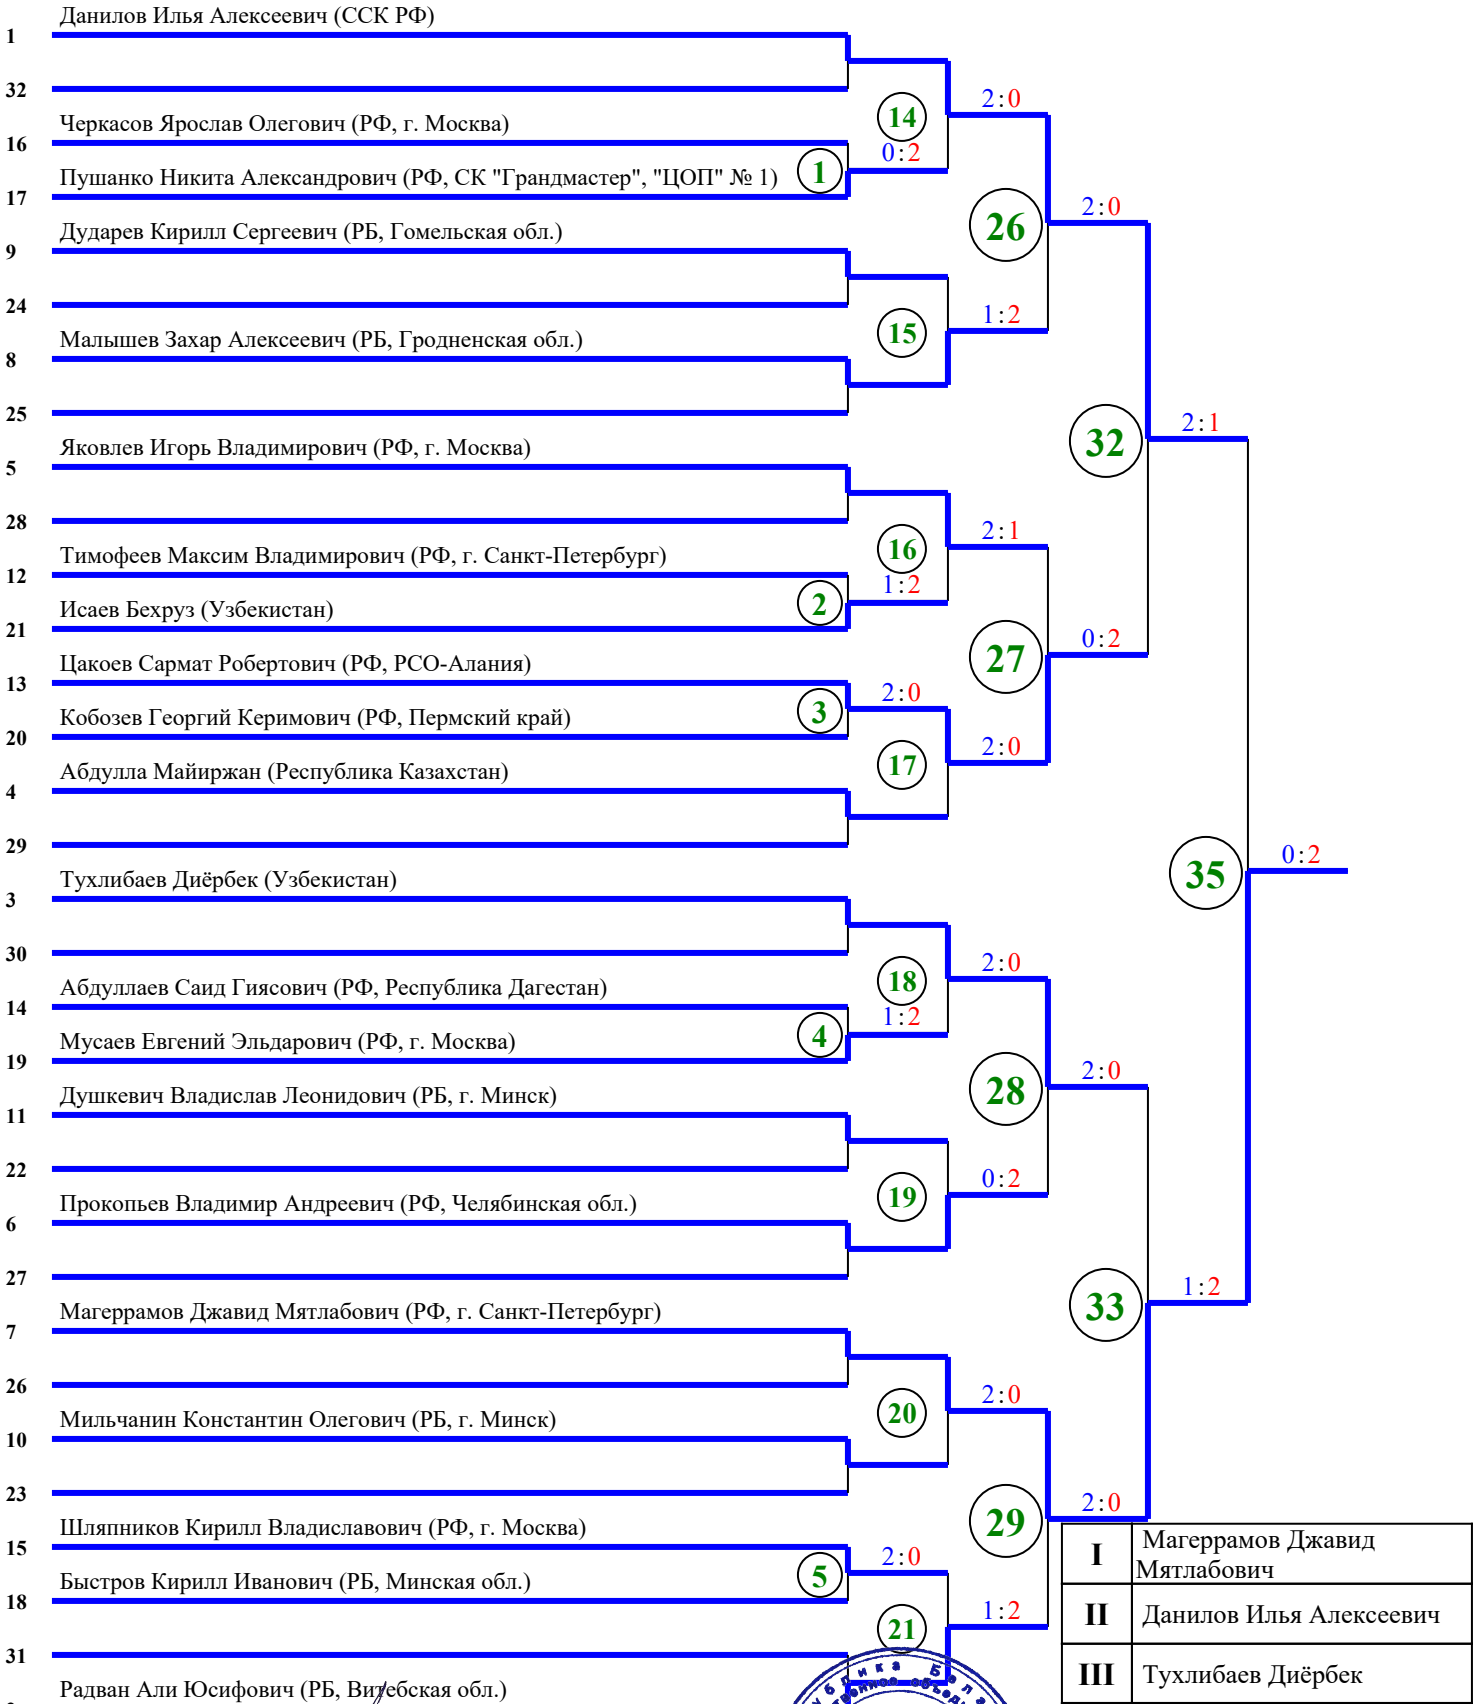 Данилов Илья Алексеевич (ССК РФ)
1
32
Черкасов Ярослав Олегович (РФ, г. Москва)
14
2:0
16
0:2
Пушанко Никита Александрович (РФ, СК "Грандмастер", "ЦОП" № 1)
1
17
Дударев Кирилл Сергеевич (РБ, Гомельская обл.)
26
2:0
9
24
Малышев Захар Алексеевич (РБ, Гродненская обл.)
15
1:2
8
25
Яковлев Игорь Владимирович (РФ, г. Москва)
32
2:1
5
28
Тимофеев Максим Владимирович (РФ, г. Санкт-Петербург)
16
2:1
12
1:2
Исаев Бехруз (Узбекистан)
2
21
Цакоев Сармат Робертович (РФ, РСО-Алания)
27
0:2
13
2:0
Кобозев Георгий Керимович (РФ, Пермский край)
3
20
Абдулла Майиржан (Республика Казахстан)
17
2:0
4
29
Тухлибаев Диёрбек (Узбекистан)
35
0:2
3
30
Абдуллаев Саид Гиясович (РФ, Республика Дагестан)
18
2:0
14
1:2
Мусаев Евгений Эльдарович (РФ, г. Москва)
4
19
Душкевич Владислав Леонидович (РБ, г. Минск)
28
2:0
11
22
Прокопьев Владимир Андреевич (РФ, Челябинская обл.)
19
0:2
6
27
Магеррамов Джавид Мятлабович (РФ, г. Санкт-Петербург)
33
1:2
7
26
Мильчанин Константин Олегович (РБ, г. Минск)
20
2:0
10
23
Шляпников Кирилл Владиславович (РФ, г. Москва)
29
2:0
15
2:0
Быстров Кирилл Иванович (РБ, Минская обл.)
5
18
21
1:2
31
Радван Али Юсифович (РБ, Витебская обл.)
I Магеррамов Джавид
Мятлабович
II Данилов Илья Алексеевич
III Тухлибаев Диёрбек